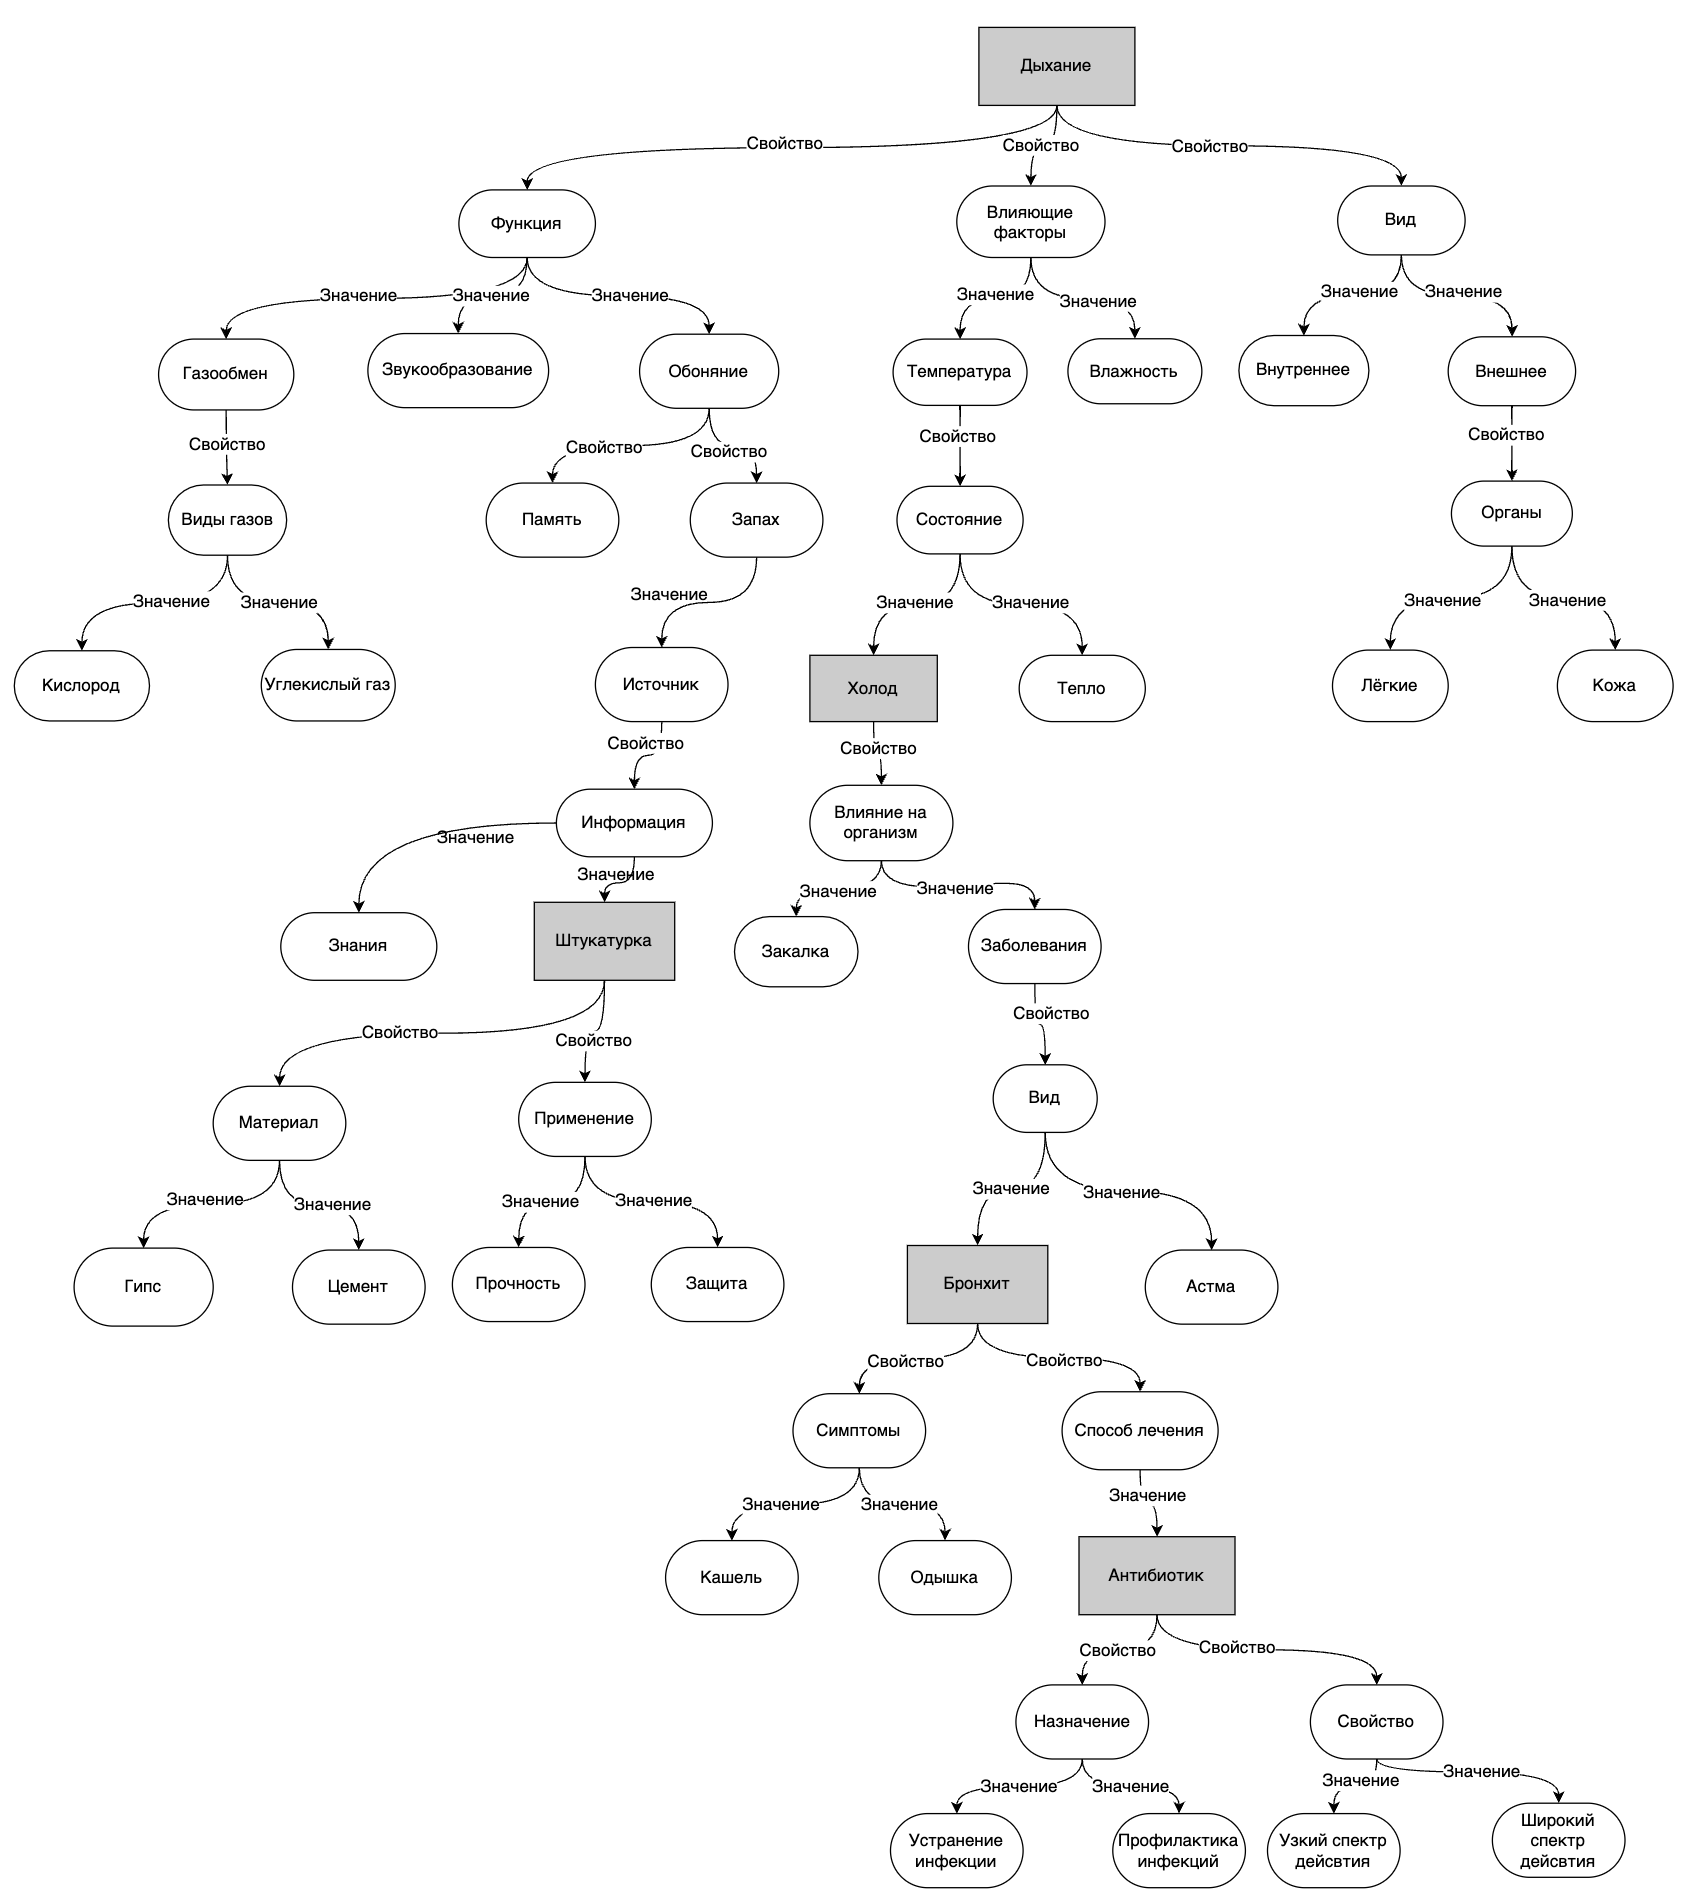 Дыхание
Свойство
Свойство
Свойство
Функция
Влияющие
факторы
Вид
Значение
Значение
Значение
Значение
Значение
Значение
Значение
Газообмен
Звукообразование
Обоняние
Температура
Влажность
Внутреннее
Внешнее
Свойство
Свойство
Свойство
Свойство
Свойство
Виды газов
Память
Запах
Состояние
Органы
Значение
Значение
Значение
Значение
Значение
Значение
Значение
Кислород
Углекислый газ
Источник
Холод
Тепло
Лёгкие
Кожа
Свойство
Свойство
Информация
Влияние на
организм
Значение
Значение
Значение
Значение
Знания
Штукатурка
Закалка
Заболевания
Свойство
Свойство
Свойство
Материал
Применение
Вид
Значение
Значение
Значение
Значение
Значение
Значение
Гипс
Цемент
Прочность
Защита
Бронхит
Астма
Свойство
Свойство
Симптомы
Способ лечения
Значение
Значение
Значение
Кашель
Одышка
Антибиотик
Свойство
Свойство
Назначение
Свойство
Значение
Значение
Значение
Значение
Устранение
инфекции
Профилактика
инфекций
Узкий спектр
дейсвтия
Широкий
спектр
дейсвтия